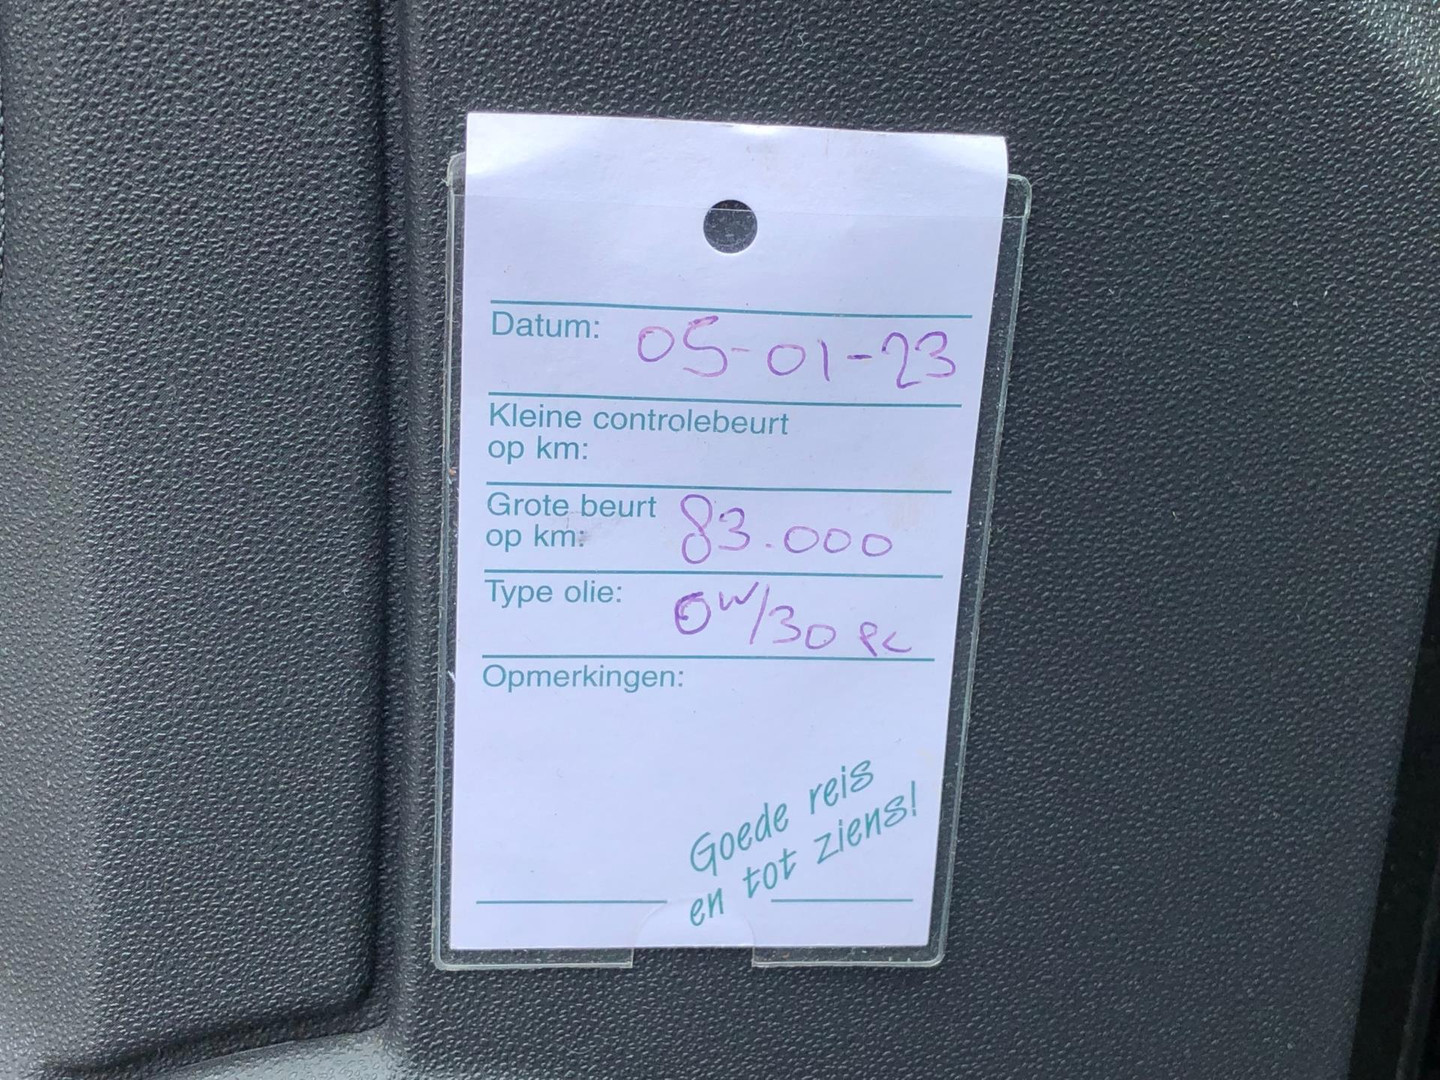 Datum: 05-01-23
Kleine controlebeurt
op km:
Grote beurt
op km: 83.000
Type olie: 0W/30
Opmerkingen:
Goede reis
en tot ziens!